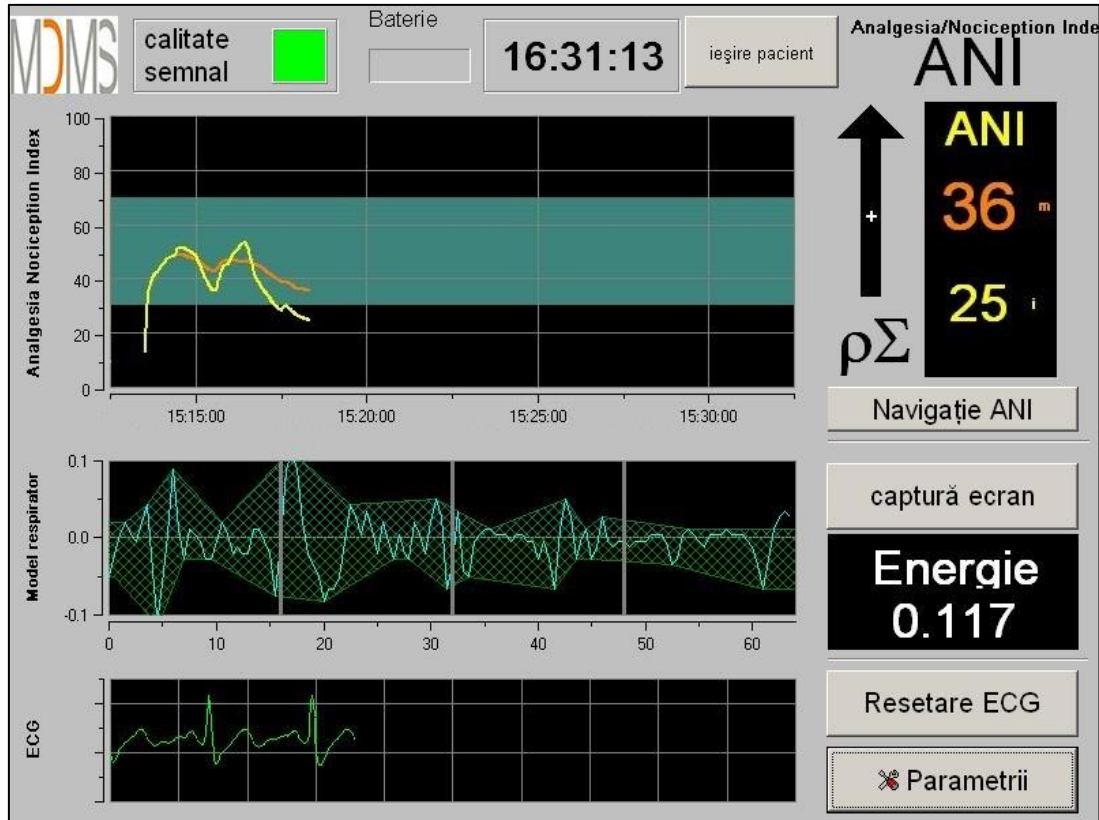 MDMS
calitate
semnal
Baterie
16:31:13
ieşire pacient
Analgesia/Nociception Inde
ANI
Analgesia Nociception Index
100
80
60
40
20
0
15:15:00
15:20:00
15:25:00
15:30:00
+
ρΣ
ANI
36 m
25 i
Navigaţie ANI
Model respirator
0.1
0.0
-0.1
0
10
20
30
40
50
60
captură ecran
Energie
0.117
ECG
Resetare ECG
Parametrii